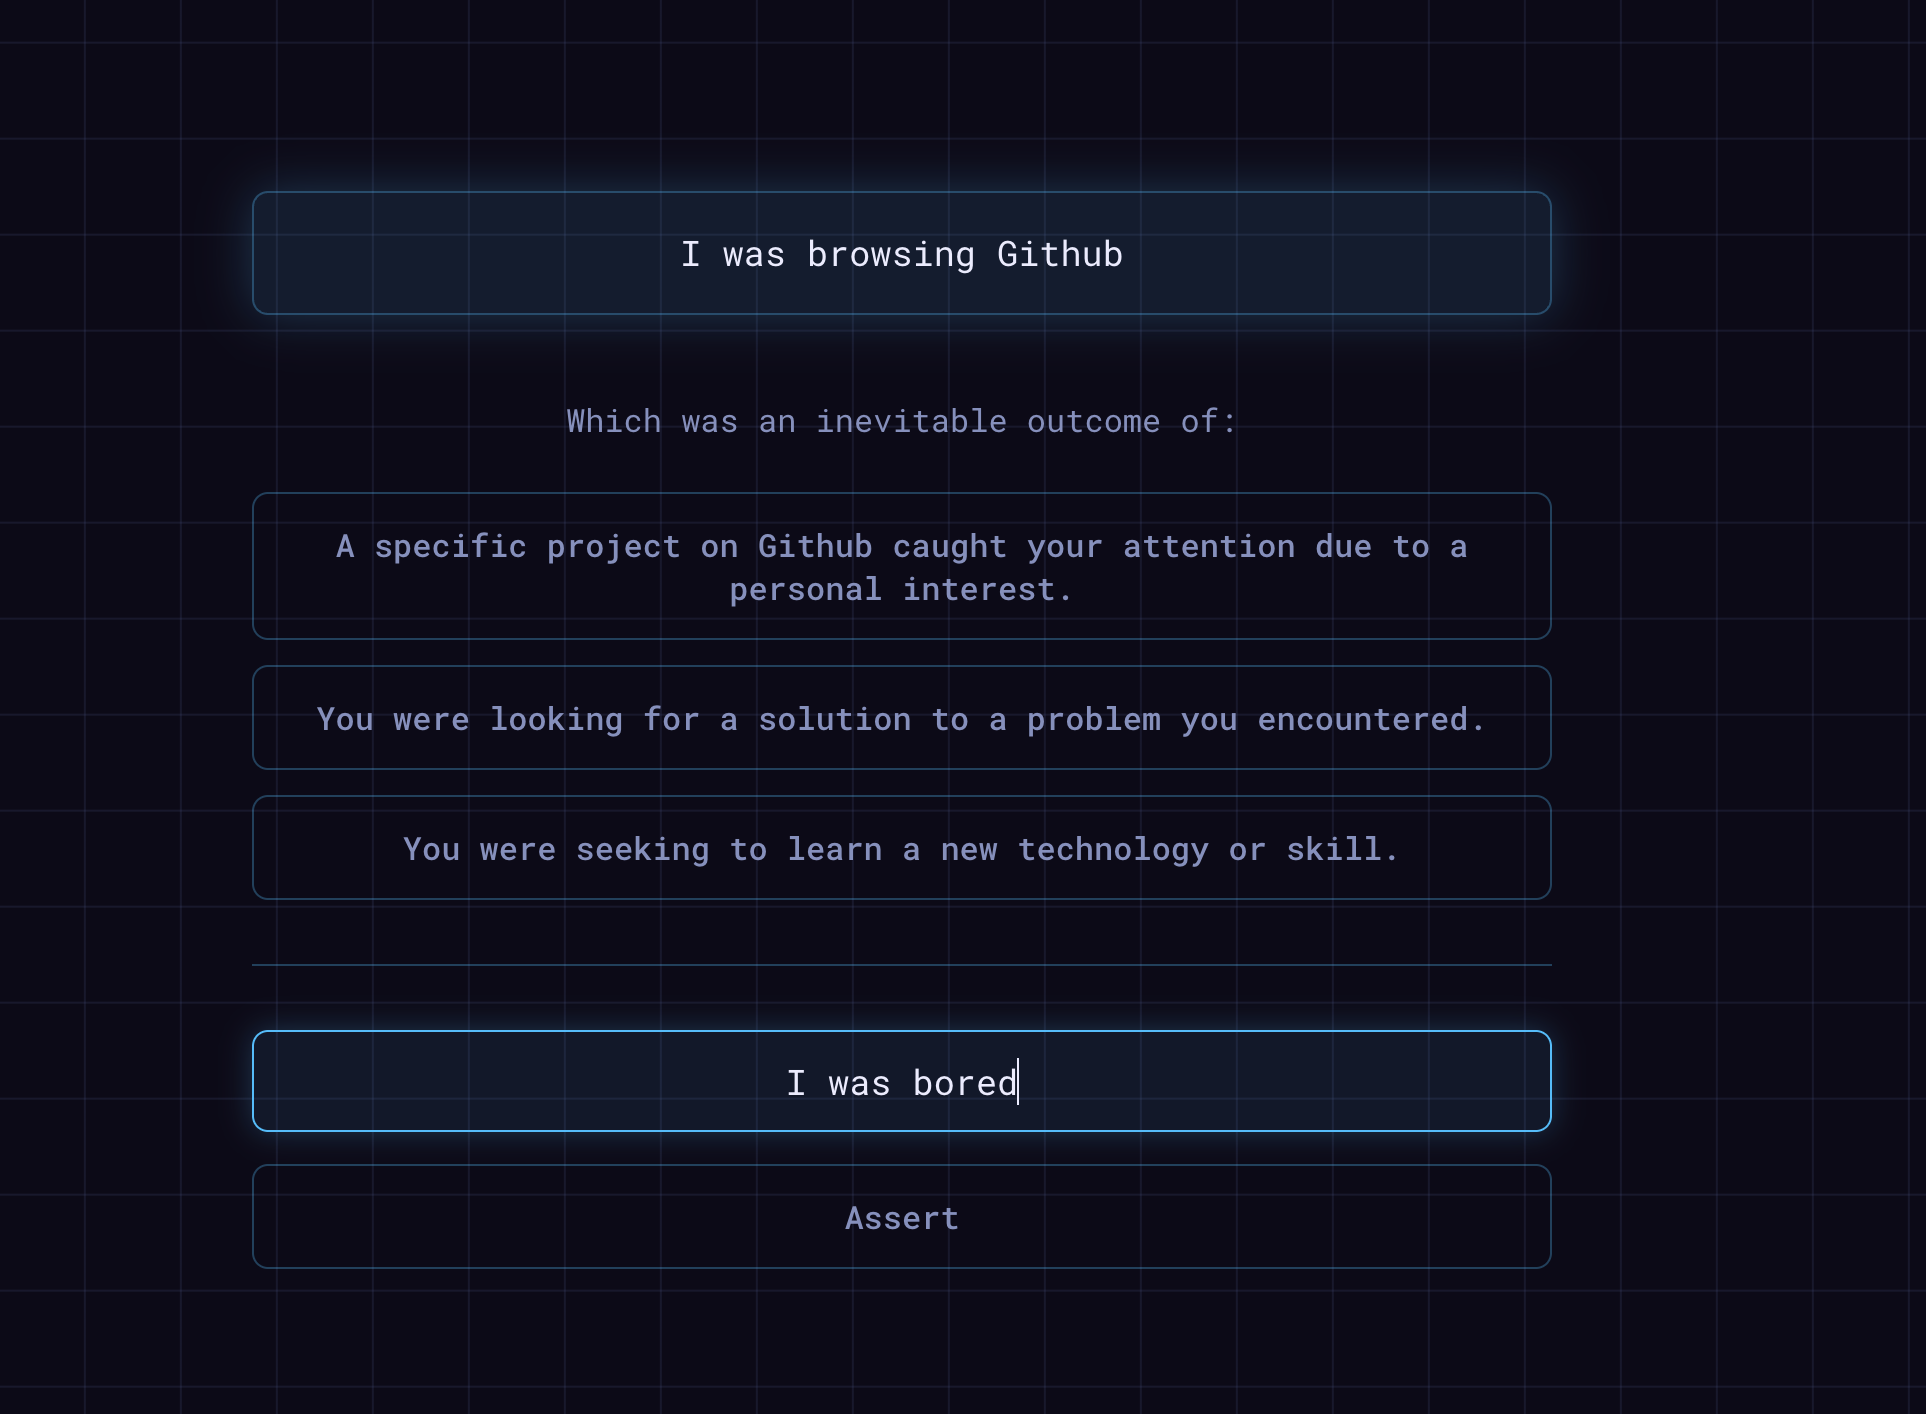 I was browsing Github
Which was an inevitable outcome of:
A specific project on Github caught your attention due to a
personal interest.
You were looking for a solution to a problem you encountered.
You were seeking to learn a new technology or skill.
I was bored
Assert